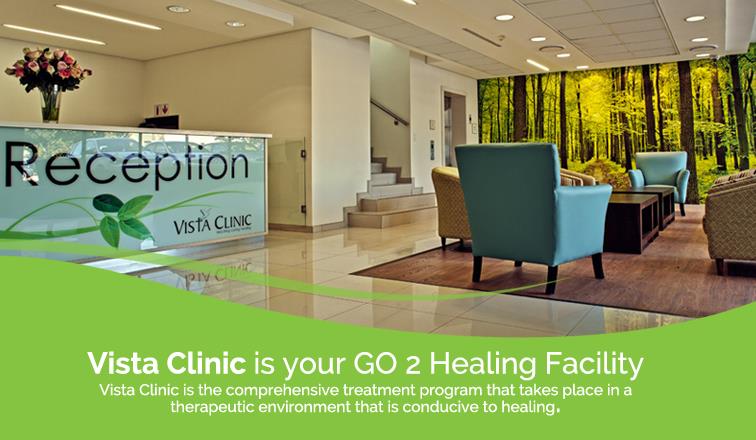 Reception
VISTA CLINIC
Vista Clinic is your GO 2 Healing Facility
Vista Clinic is the comprehensive treatment program that takes place in a
therapeutic environment that is conducive to healing.